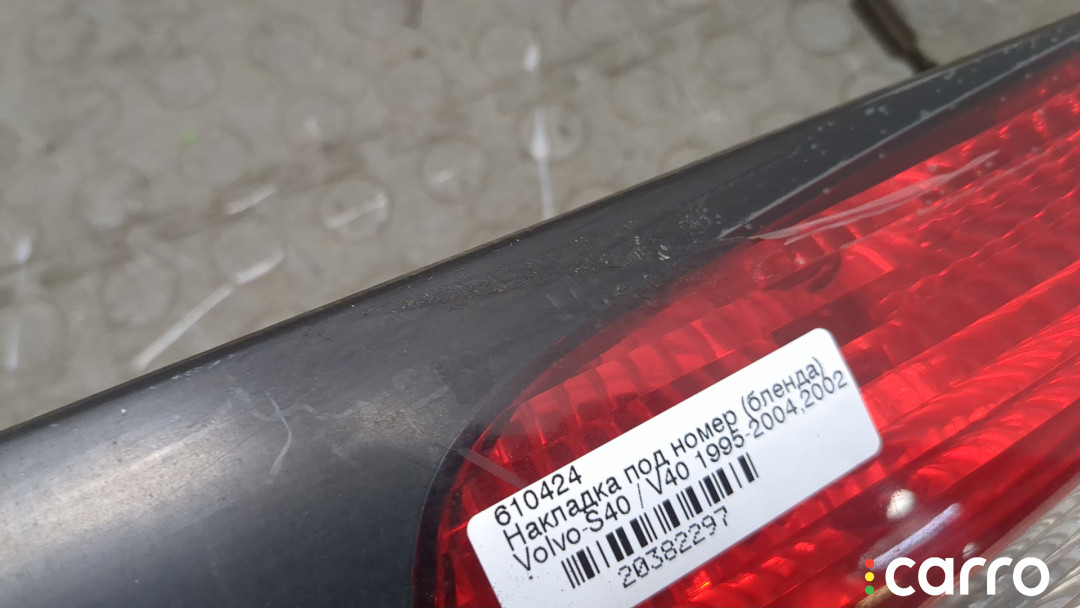 610424
Накладка под номер (бленда)
Volvo-S40 / V40 1995-2004,2002
20382297
carro